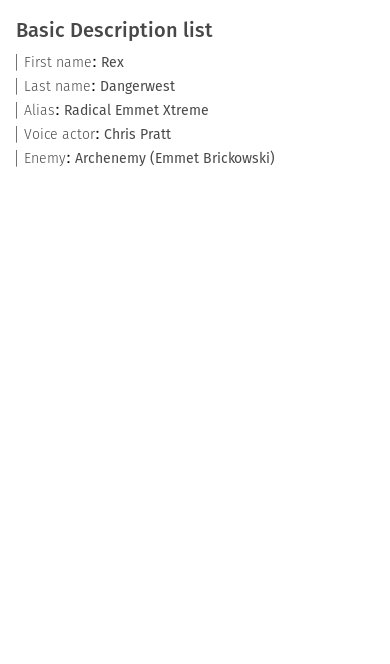 Basic Description list
First name: Rex
Last name: Dangerwest
Alias: Radical Emmet Xtreme
Voice actor: Chris Pratt
Enemy: Archenemy (Emmet Brickowski)